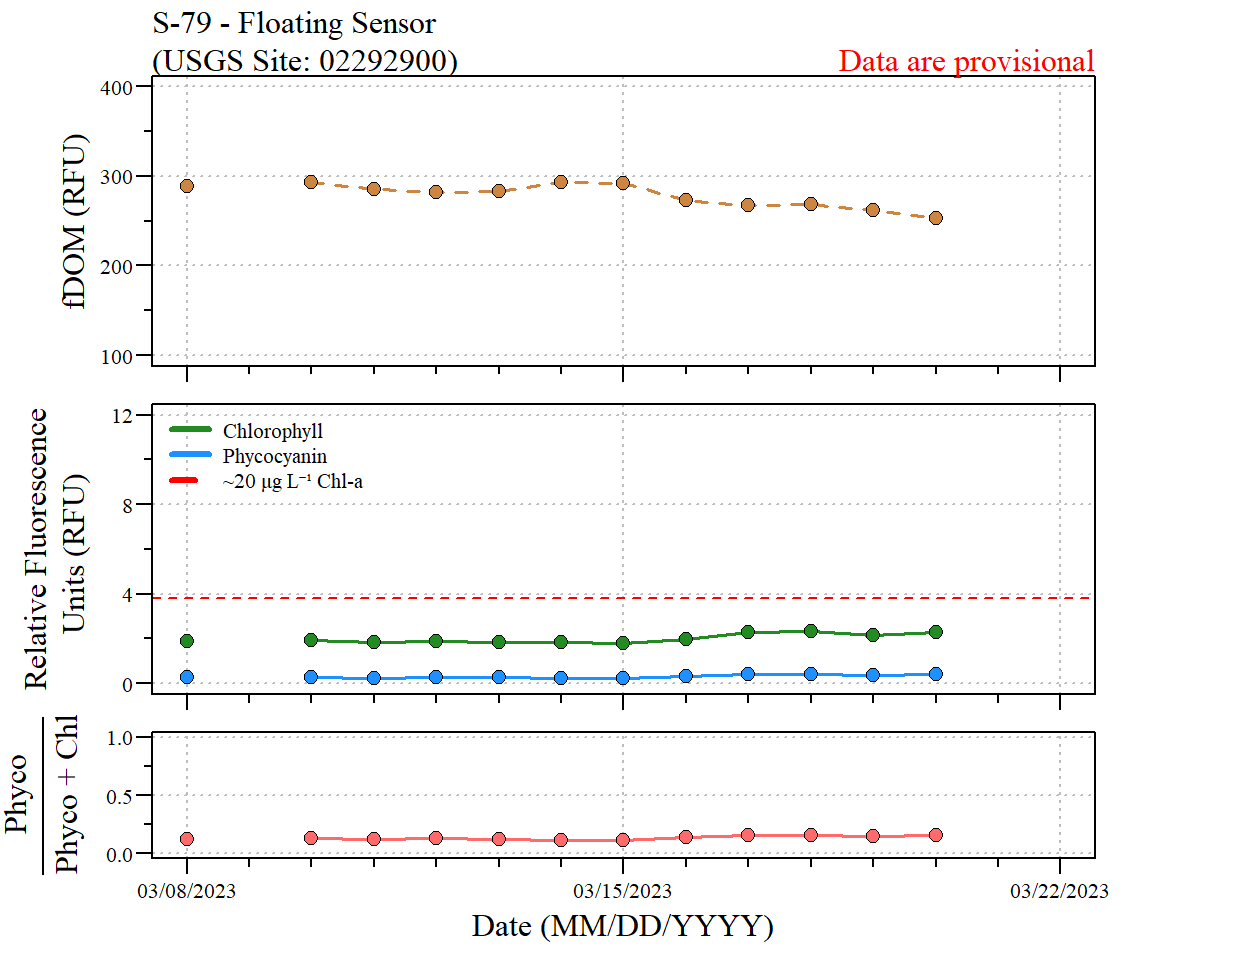 S-79 - Floating Sensor
(USGS Site: 02292900)
Data are provisional
400
300
200
100
fDOM (RFU)
12
8
4
0
Relative Fluorescence
Units (RFU)
Chlorophyll
Phycocyanin
~20 μg L⁻¹ Chl-a
1.0
0.5
0.0
Phyco
Phyco + Chl
03/08/2023
03/15/2023
03/22/2023
Date (MM/DD/YYYY)